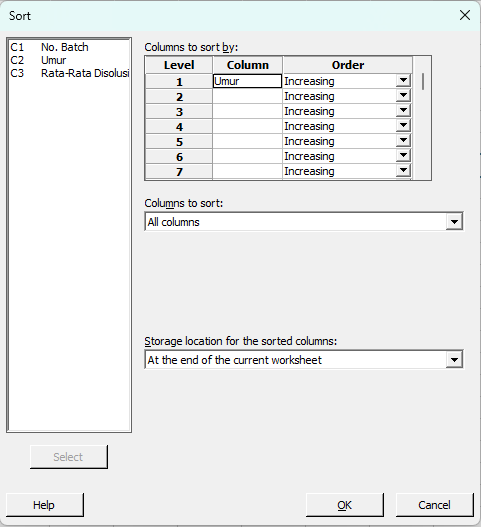 Sort
C1 No. Batch
C2 Umur
C3 Rata-Rata Disolusi
Columns to sort by:
Level Column Order
1 Umur Increasing
2 Increasing
3 Increasing
4 Increasing
5 Increasing
6 Increasing
7 Increasing
Columns to sort:
All columns
Storage location for the sorted columns:
At the end of the current worksheet
Select
Help OK Cancel